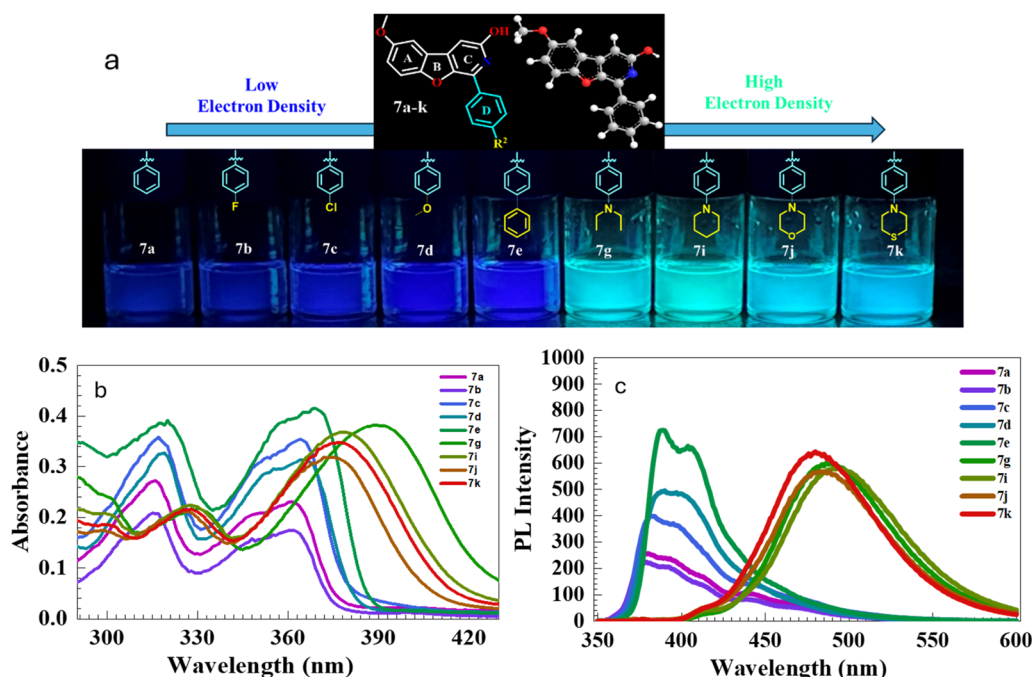 a
Low
Electron Density
High
Electron Density
O
OH
A
B
C
N
O
D
7a-k
R²
F
Cl
O
N
N
N
O
N
S
7a
7b
7c
7d
7e
7g
7i
7j
7k
b
0.5
0.4
0.3
0.2
0.1
0.0
300
330
360
390
420
Absorbance
Wavelength (nm)
7a
7b
7c
7d
7e
7g
7i
7j
7k
c
1000
900
800
700
600
500
400
300
200
100
0
350
400
450
500
550
600
PL Intensity
Wavelength (nm)
7a
7b
7c
7d
7e
7g
7i
7j
7k